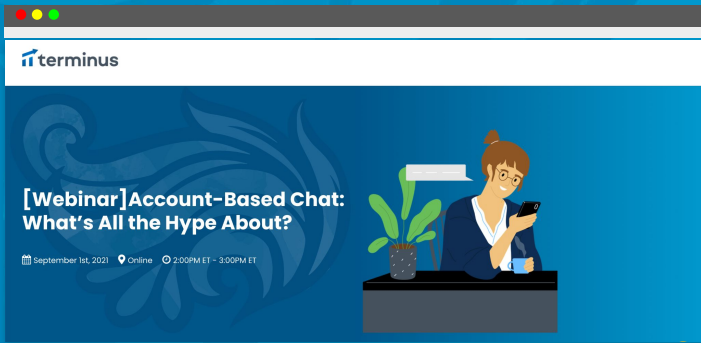 terminus
[Webinar]Account-Based Chat:
What's All the Hype About?
September 1st, 2021 Online 2:00PM ET - 3:00PM ET